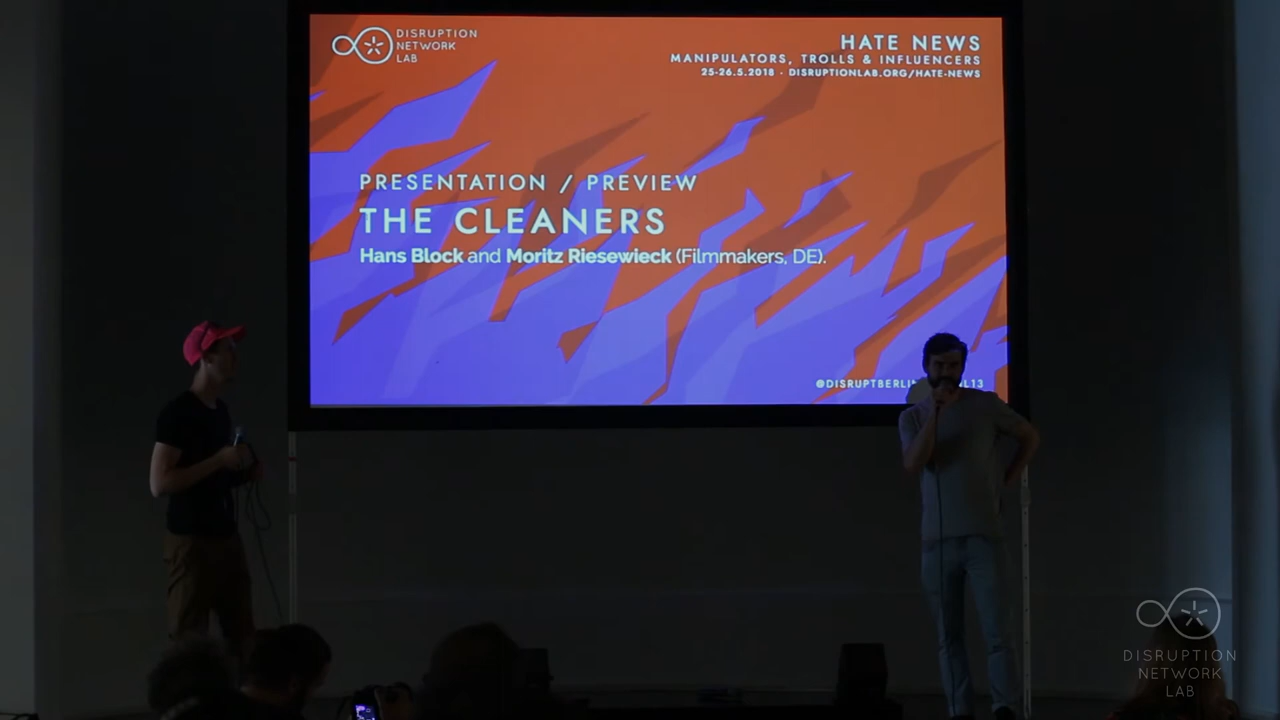 DISRUPTION
NETWORK
LAB
HATE NEWS
MANIPULATORS, TROLLS & INFLUENCERS
25-26.5.2018 · DISRUPTIONLAB.ORG/HATE-NEWS
PRESENTATION / PREVIEW
THE CLEANERS
Hans Block and Moritz Riesewieck (Filmmakers, DE).
DISRUPTION
NETWORK
LAB